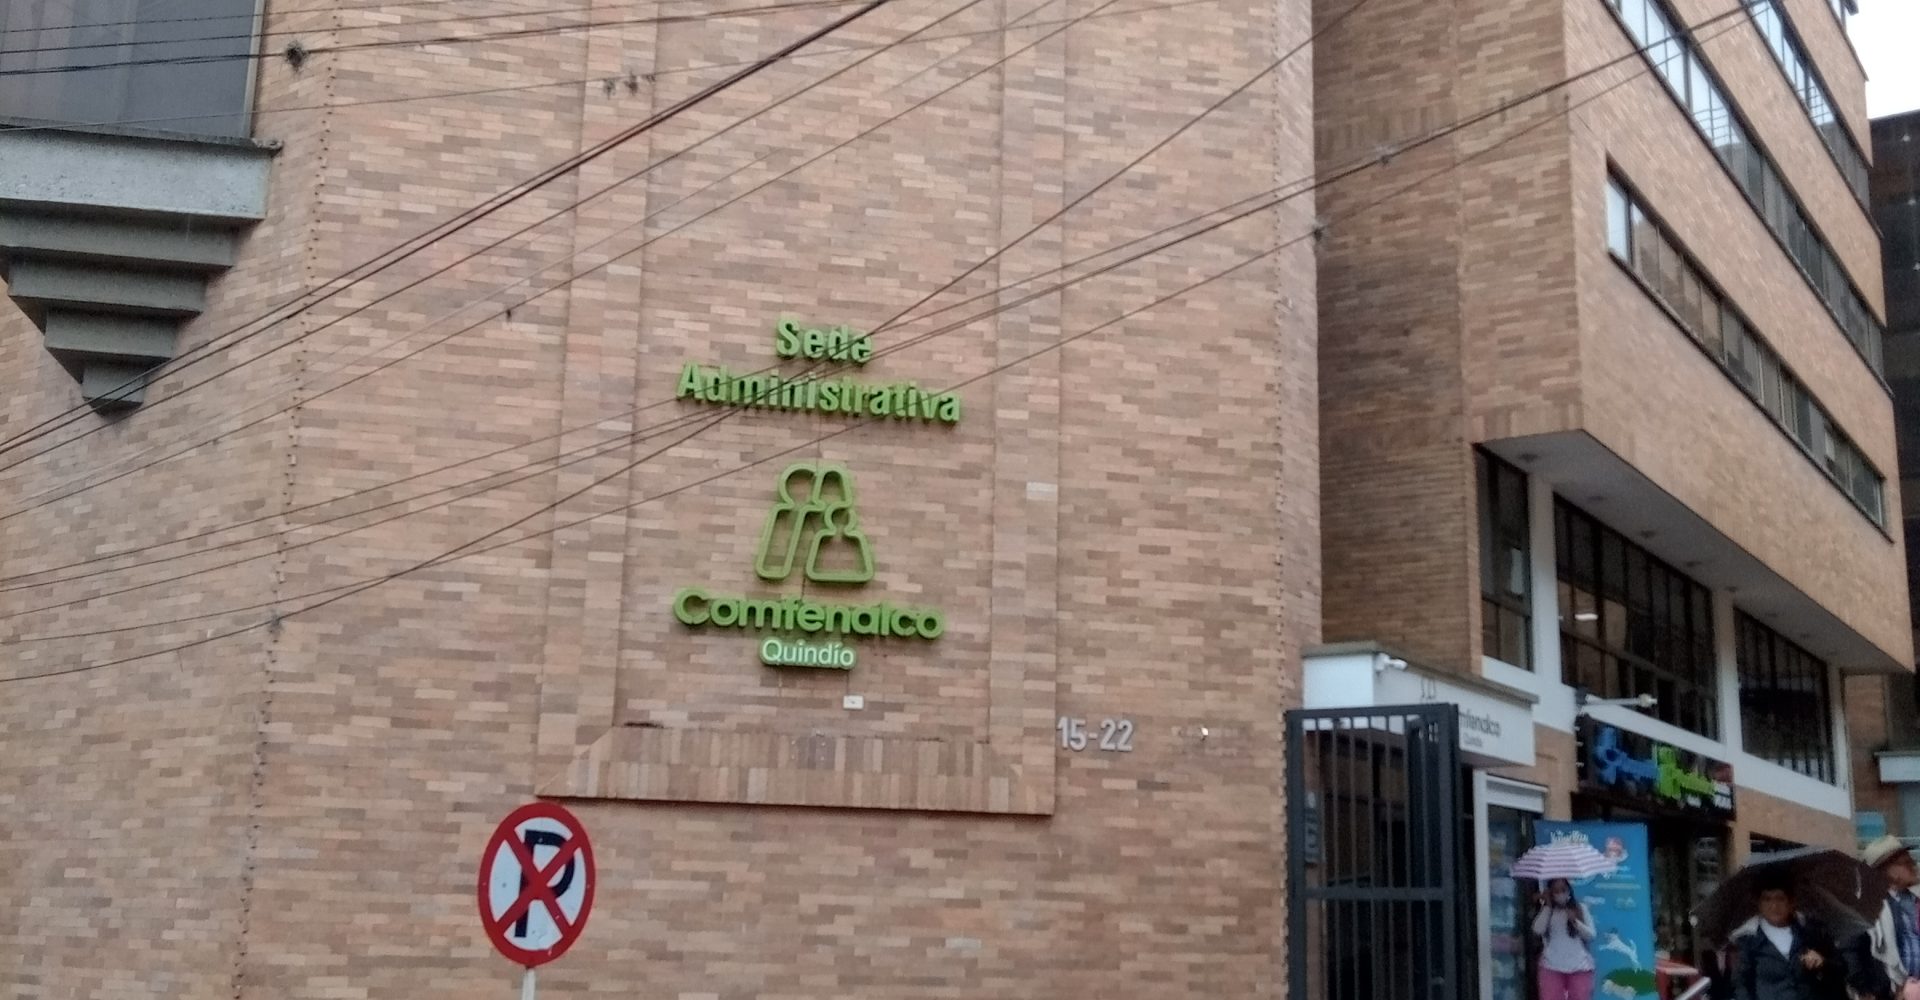 Sede
Administrativa
Comfenalco
Quindío
15-22
P